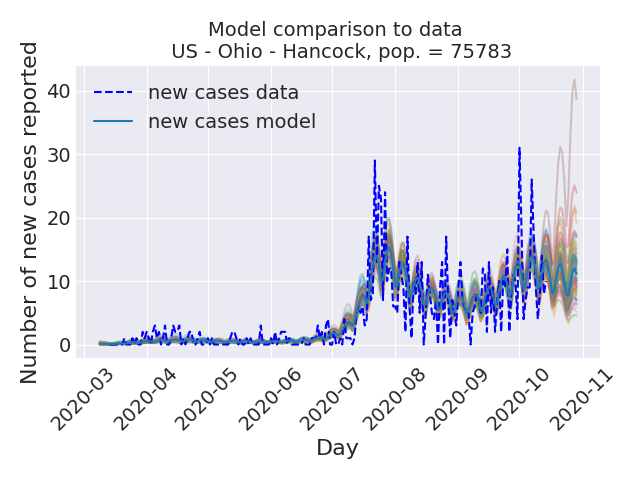 Model comparison to data
US - Ohio - Hancock, pop. = 75783
Number of new cases reported
40
30
20
10
0
new cases data
new cases model
2020-03
2020-04
2020-05
2020-06
2020-07
2020-08
2020-09
2020-10
2020-11
Day